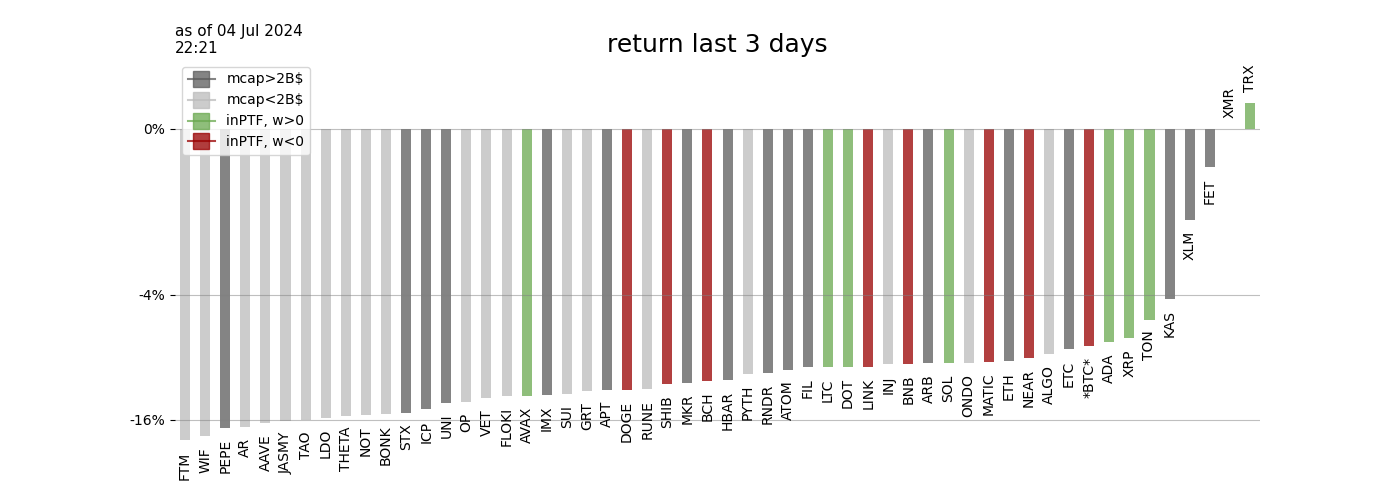 as of 04 Jul 2024
22:21
return last 3 days
mcap>2B$
mcap<2B$
inPTF, w>0
inPTF, w<0
0%
-4%
-16%
FTM
WIF
PEPE
AR
AAVE
JASMY
TAO
LDO
THETA
NOT
BONK
STX
ICP
UNI
OP
VET
FLOKI
AVAX
IMX
SUI
GRT
APT
DOGE
RUNE
SHIB
MKR
BCH
HBAR
PYTH
RNDR
ATOM
FIL
LTC
DOT
LINK
INJ
BNB
ARB
SOL
ONDO
MATIC
ETH
NEAR
ALGO
ETC
*BTC*
ADA
XRP
TON
KAS
XLM
FET
XMR
TRX